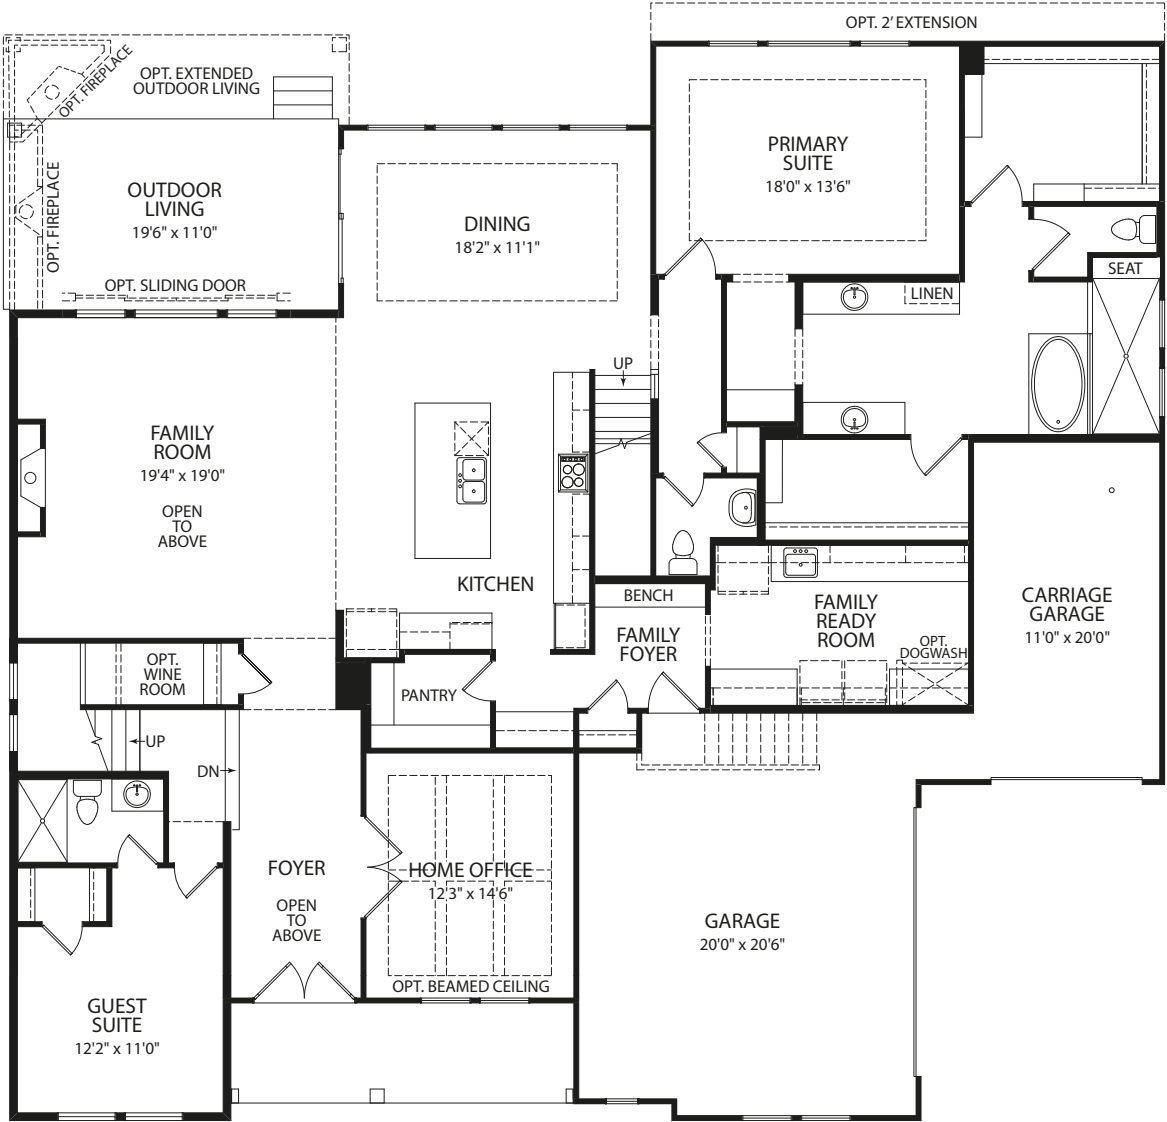 OPT. 2' EXTENSION
OPT. FIREPLACE
OPT. EXTENDED
OUTDOOR LIVING
OPT. FIREPLACE
OUTDOOR
LIVING
19'6" x 11'0"
OPT. SLIDING DOOR
DINING
18'2" x 11'1"
PRIMARY
SUITE
18'0" x 13'6"
SEAT
LINEN
UP
FAMILY
ROOM
19'4" x 19'0"
OPEN
TO
ABOVE
KITCHEN
BENCH
FAMILY
FOYER
FAMILY
READY
ROOM
OPT.
DOGWASH
CARRIAGE
GARAGE
11'0" x 20'0"
OPT.
WINE
ROOM
PANTRY
UP
DN
FOYER
OPEN
TO
ABOVE
HOME OFFICE
12'3" x 14'6"
OPT. BEAMED CEILING
GARAGE
20'0" x 20'6"
GUEST
SUITE
12'2" x 11'0"